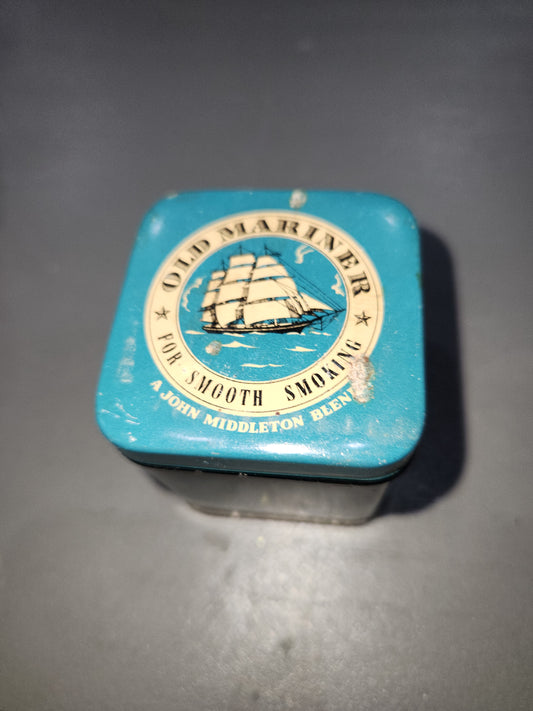 OLD MARINER
FOR SMOOTH SMOKING
A JOHN MIDDLETON BLEND